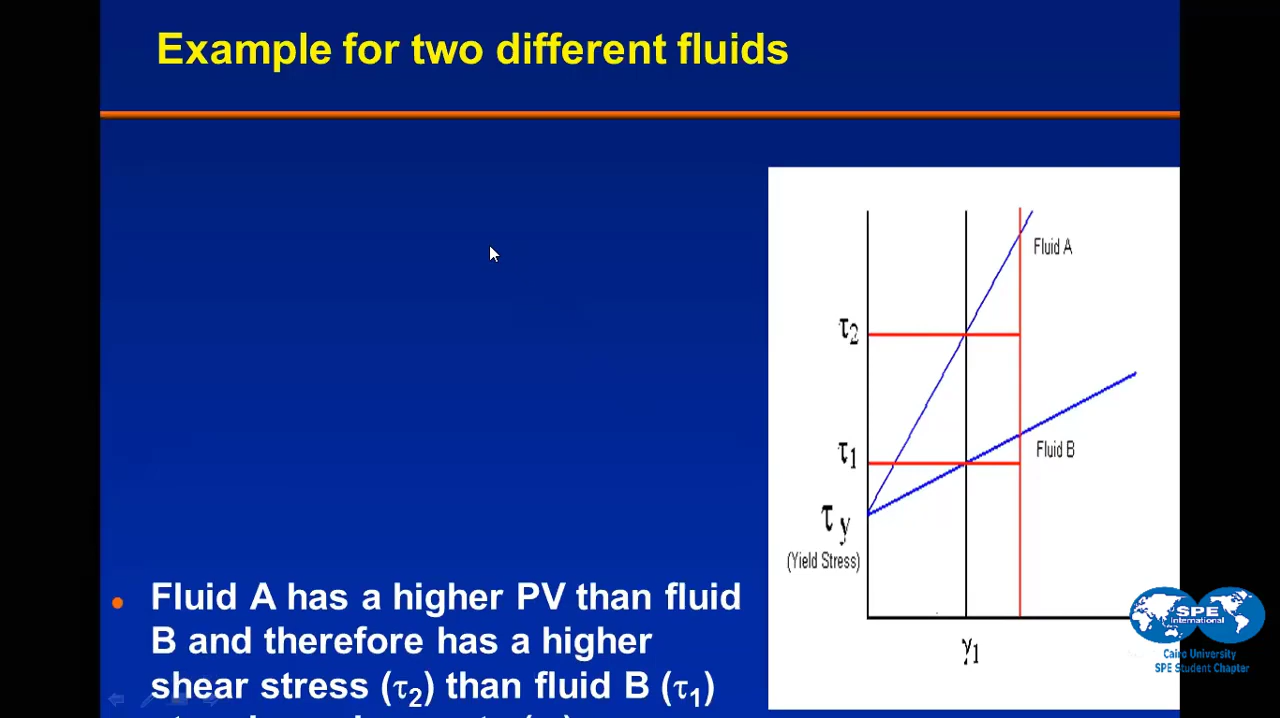 Example for two different fluids
Fluid A
τ2
τ1
Fluid B
τy
(Yield Stress)
γ1
• Fluid A has a higher PV than fluid
B and therefore has a higher
shear stress (τ2) than fluid B (τ1)
SPE
International
Cairo University
SPE Student Chapter